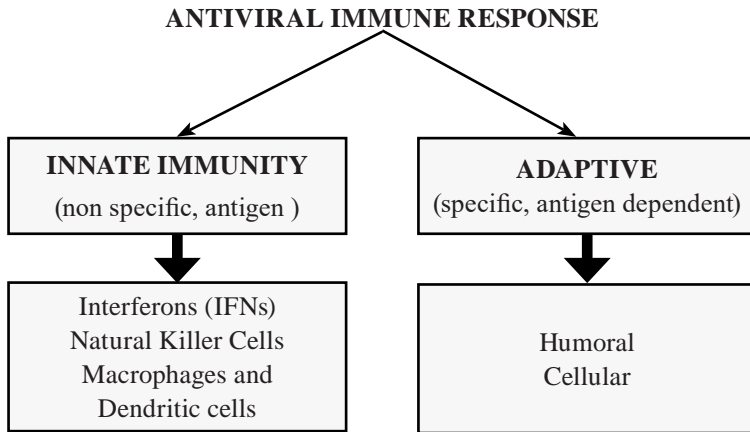 ANTIVIRAL IMMUNE RESPONSE
INNATE IMMUNITY
(non specific, antigen )
ADAPTIVE
(specific, antigen dependent)
Interferons (IFNs)
Natural Killer Cells
Macrophages and
Dendritic cells
Humoral
Cellular